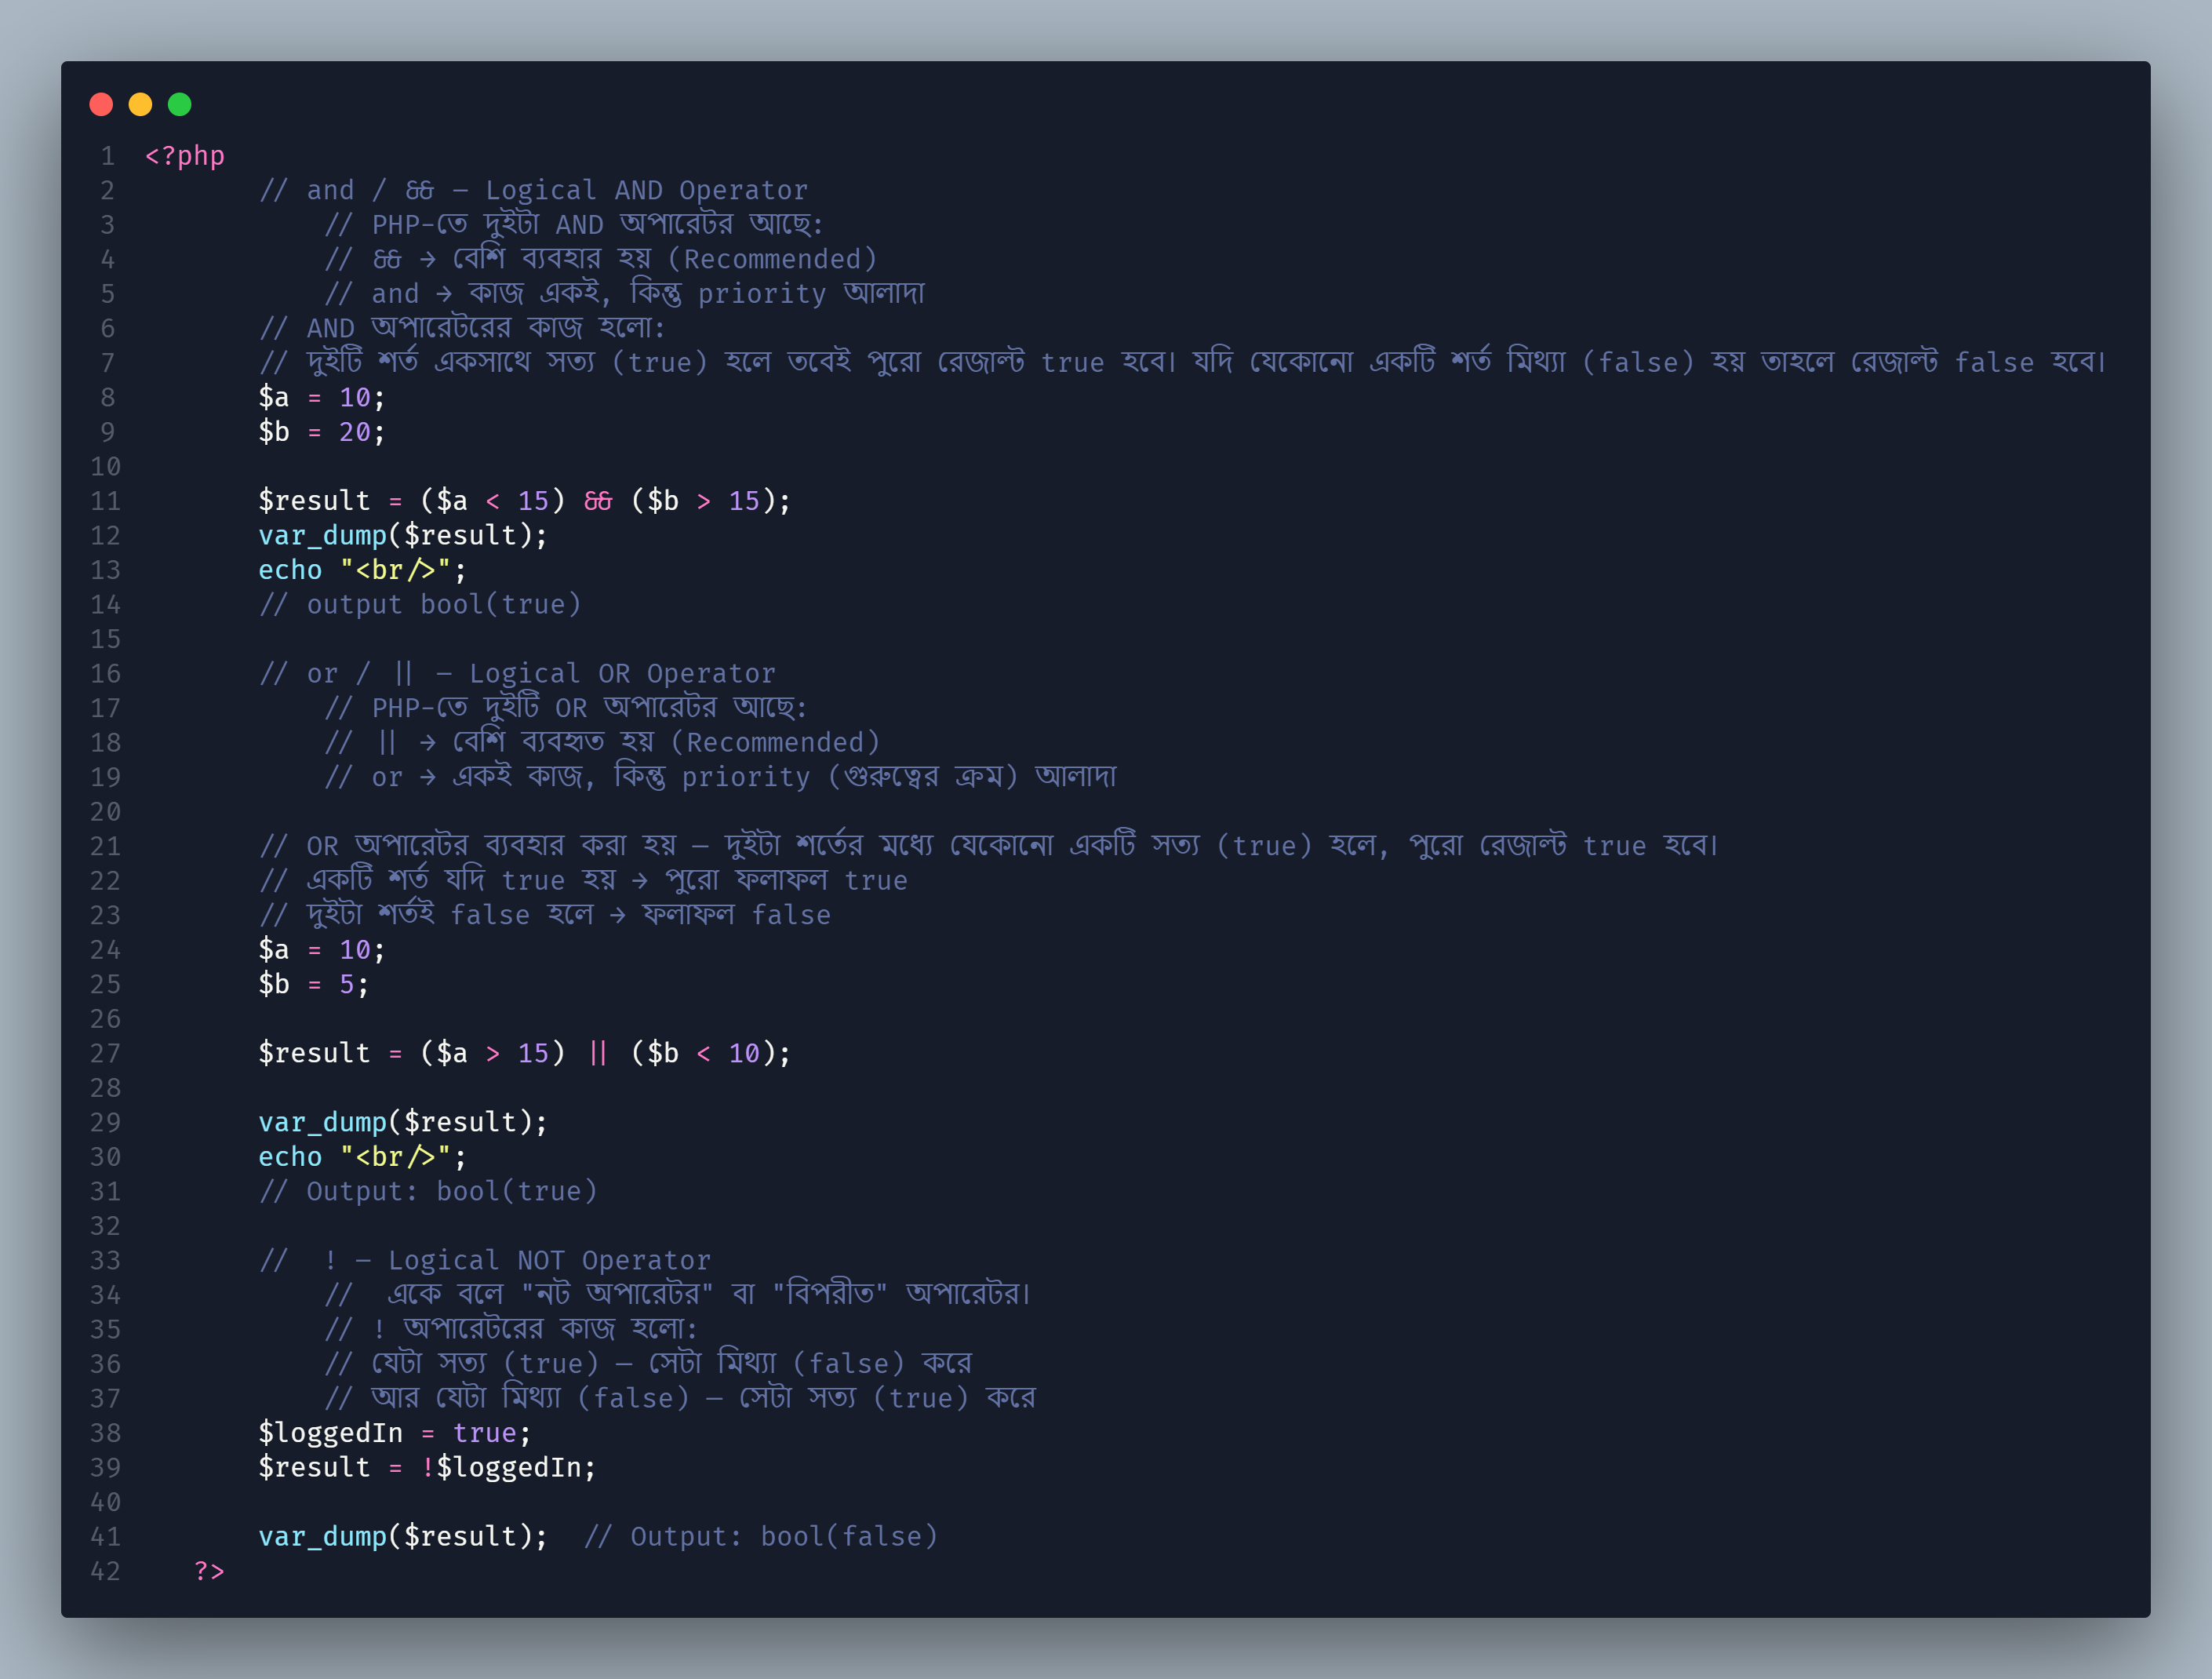 1 <?php
2 // and / && — Logical AND Operator
3 // PHP-তে দুইটা AND অপারেটর আছে:
4 // && → বেশি ব্যবহার হয় (Recommended)
5 // and → কাজ একই, কিন্তু priority আলাদা
6 // AND অপারেটরের কাজ হলো:
7 // দুইটি শর্ত একসাথে সত্য (true) হলে তবেই পুরো রেজাল্ট true হবে। যদি যেকোনো একটি শর্ত মিথ্যা (false) হয় তাহলে রেজাল্ট false হবে।
8 $a = 10;
9 $b = 20;
10
11 $result = ($a < 15) && ($b > 15);
12 var_dump($result);
13 echo "<br/>";
14 // output bool(true)
15
16 // or / || — Logical OR Operator
17 // PHP-তে দুইটি OR অপারেটর আছে:
18 // || → বেশি ব্যবহৃত হয় (Recommended)
19 // or → একই কাজ, কিন্তু priority (গুরুত্বের ক্রম) আলাদা
20
21 // OR অপারেটর ব্যবহার করা হয় — দুইটা শর্তের মধ্যে যেকোনো একটি সত্য (true) হলে, পুরো রেজাল্ট true হবে।
22 // একটি শর্ত যদি true হয় → পুরো ফলাফল true
23 // দুইটা শর্তই false হলে → ফলাফল false
24 $a = 10;
25 $b = 5;
26
27 $result = ($a > 15) || ($b < 10);
28
29 var_dump($result);
30 echo "<br/>";
31 // Output: bool(true)
32
33 //  ! — Logical NOT Operator
34 //  একে বলে "নট অপারেটর" বা "বিপরীত" অপারেটর।
35 // ! অপারেটরের কাজ হলো:
36 // যেটা সত্য (true) — সেটা মিথ্যা (false) করে
37 // আর যেটা মিথ্যা (false) — সেটা সত্য (true) করে
38 $loggedIn = true;
39 $result = !$loggedIn;
40
41 var_dump($result);  // Output: bool(false)
42 ?>